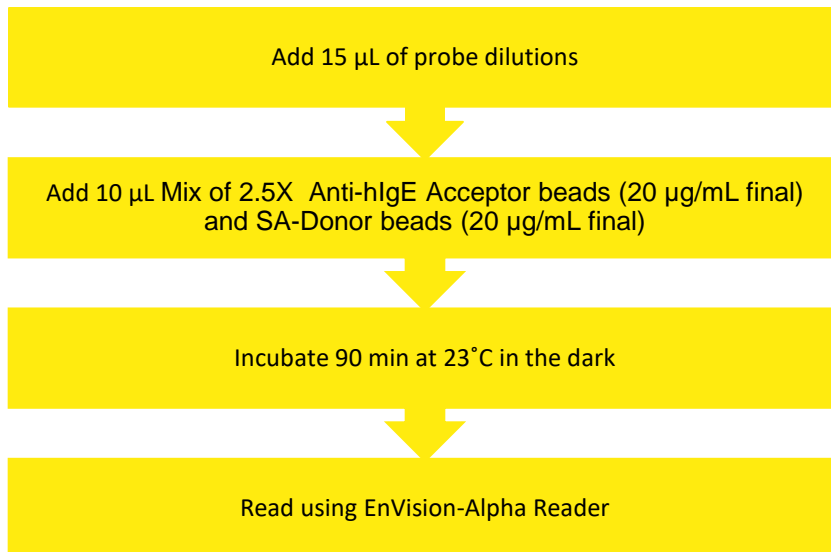 Add 15 µL of probe dilutions
Add 10 µL Mix of 2.5X  Anti-hIgE Acceptor beads (20 µg/mL final)
and SA-Donor beads (20 µg/mL final)
Incubate 90 min at 23˚C in the dark
Read using EnVision-Alpha Reader